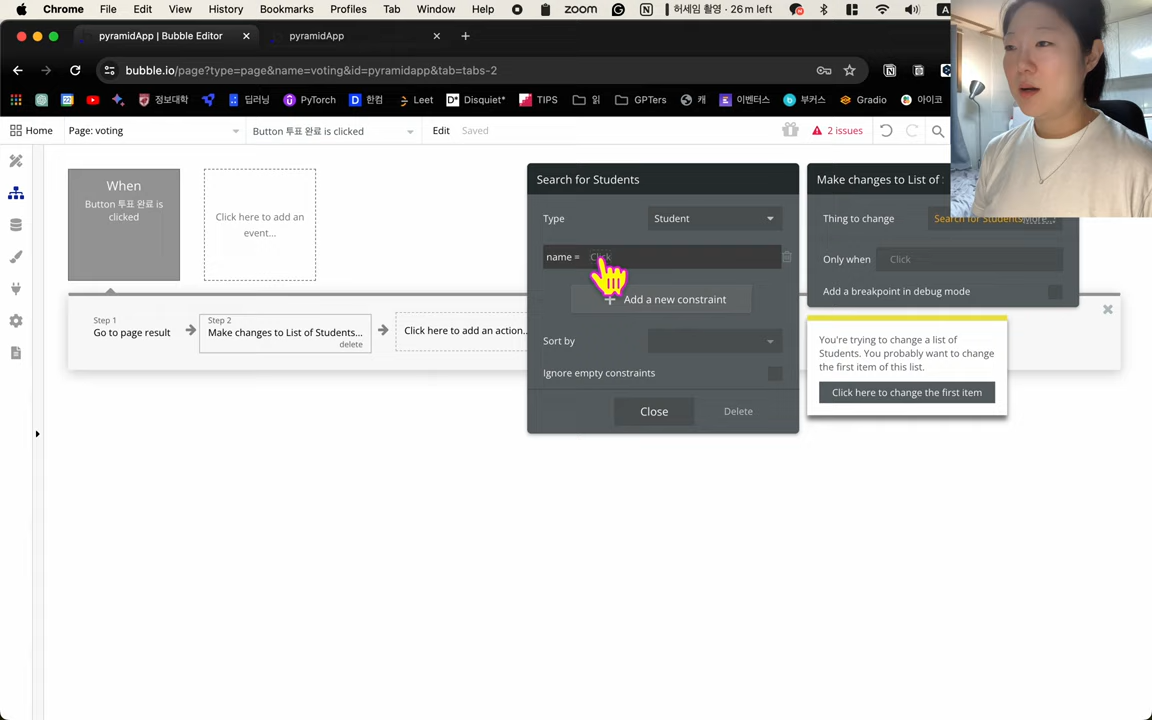 Chrome File Edit View History Bookmarks Profiles Tab Window Help zoom 허세임 촬영 · 26 m left
pyramidApp | Bubble Editor
pyramidApp
bubble.io/page?type=page&name=voting&id=pyramidapp&tab=tabs-2
정보대학 딥러닝 PyTorch 한컴 Leet Disquiet* TIPS 읽 GPTers 캐 이벤터스 부커스 Gradio 아이코
Home Page: voting Button 투표 완료 is clicked Edit Saved 2 issues
When
Button 투표 완료 is
clicked
Click here to add an
event...
Step 1
Go to page result
Step 2
Make changes to List of Students...
delete
Click here to add an action...
Search for Students
Type Student
name = Click
Add a new constraint
Sort by
Ignore empty constraints
Close Delete
Make changes to List of
Thing to change Search for Students More...
Only when Click
Add a breakpoint in debug mode
You're trying to change a list of
Students. You probably want to change
the first item of this list.
Click here to change the first item